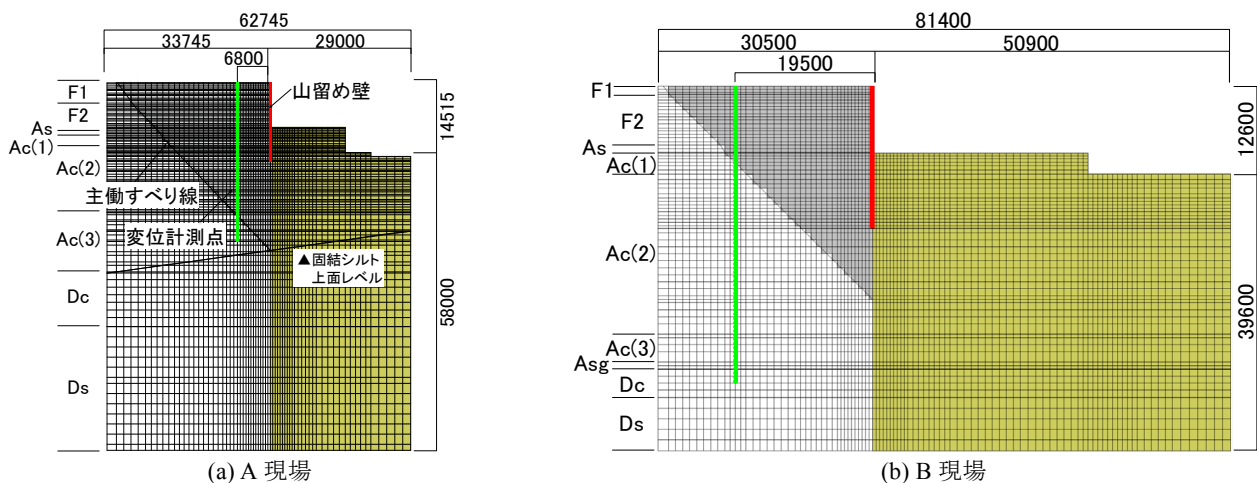 62745
33745
29000
6800
F1
F2
As
Ac(1)
Ac(2)
Ac(3)
Dc
Ds
山留め壁
主働すべり線
変位計測点
▲固結シルト
上面レベル
14515
58000
(a) A 現場
81400
30500
50900
19500
F1
F2
As
Ac(1)
Ac(2)
Ac(3)
Asg
Dc
Ds
12600
39600
(b) B 現場